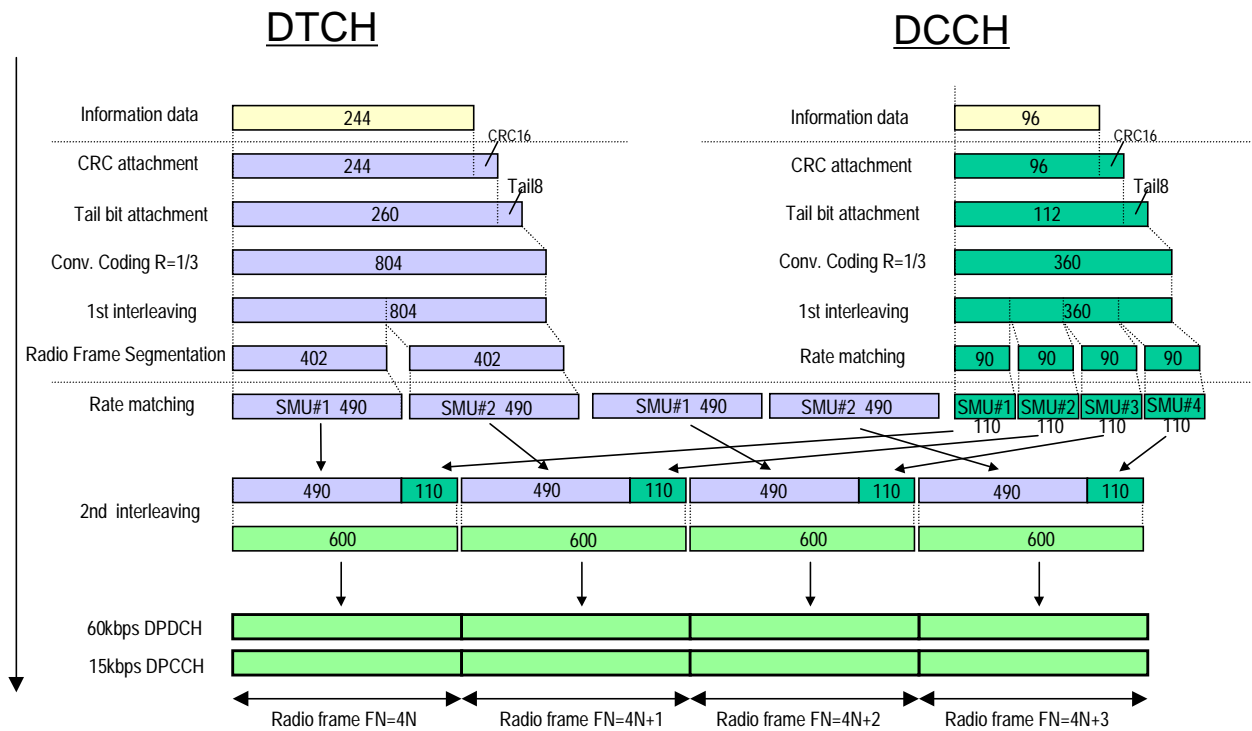 DTCH DCCH
Information data 244 Information data 96
CRC16 CRC16
CRC attachment 244 CRC attachment 96
Tail8 Tail8
Tail bit attachment 260 Tail bit attachment 112
Conv. Coding R=1/3 804 Conv. Coding R=1/3 360
1st interleaving 804 1st interleaving 360
Radio Frame Segmentation 402 402 Rate matching 90 90 90 90
Rate matching SMU#1 490 SMU#2 490 SMU#1 490 SMU#2 490 SMU#1 SMU#2 SMU#3 SMU#4
110 110 110 110
490 110 490 110 490 110 490 110
2nd interleaving
600 600 600 600
60kbps DPDCH
15kbps DPCCH
Radio frame FN=4N Radio frame FN=4N+1 Radio frame FN=4N+2 Radio frame FN=4N+3